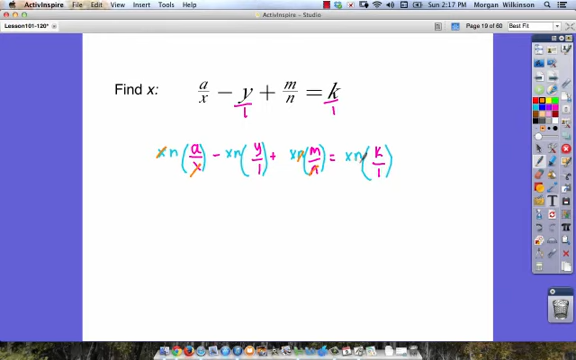 ActivInspire File Edit View Insert Tools Help Sun 2:17 PM Morgan Wilkinson
ActivInspire - Studio
Lesson101-120* Page 19 of 60 Best Fit
Find x: a/x − y + m/n = k
1 1
xn(a/x) − xn(y/1) + xn(m/n) = xn(k/1)